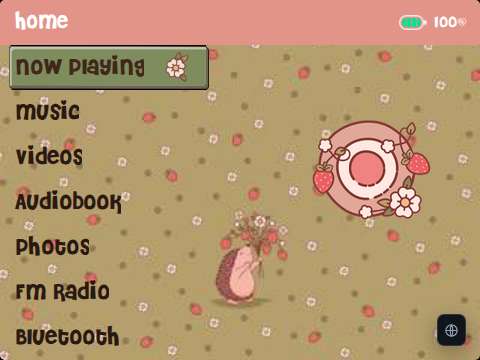 home
100%
now playing
music
videos
Audiobook
Photos
Fm Radio
Bluetooth